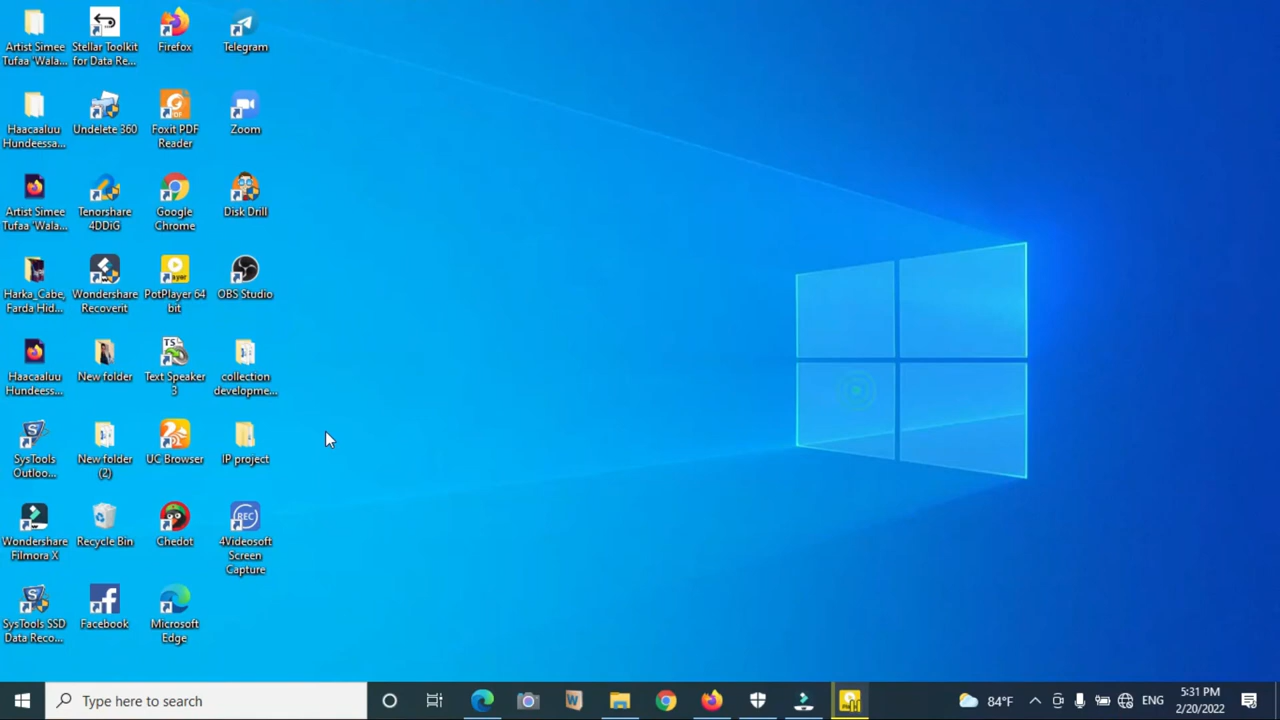 Artist Simee
Tufaa 'Wala...
Stellar Toolkit
for Data Re...
Firefox
Telegram
Haacaaluu
Hundeessa...
Undelete 360
Foxit PDF
Reader
Zoom
Artist Simee
Tufaa 'Wala...
Tenorshare
4DDiG
Google
Chrome
Disk Drill
Harka_Cabe,
Farda Hid...
Wondershare
Recoverit
PotPlayer 64
bit
OBS Studio
Haacaaluu
Hundeess...
New folder
Text Speaker
3
collection
developme...
SysTools
Outloo...
New folder
(2)
UC Browser
IP project
Wondershare
Filmora X
Recycle Bin
Chedot
REC
4Videosoft
Screen
Capture
SysTools SSD
Data Reco...
Facebook
Microsoft
Edge
Type here to search
84°F
ENG
5:31 PM
2/20/2022